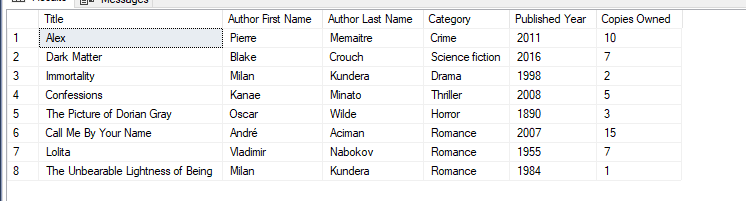 Messages
Title Author First Name Author Last Name Category Published Year Copies Owned
1 Alex Pierre Memaitre Crime 2011 10
2 Dark Matter Blake Crouch Science fiction 2016 7
3 Immortality Milan Kundera Drama 1998 2
4 Confessions Kanae Minato Thriller 2008 5
5 The Picture of Dorian Gray Oscar Wilde Horror 1890 3
6 Call Me By Your Name André Aciman Romance 2007 15
7 Lolita Vladimir Nabokov Romance 1955 7
8 The Unbearable Lightness of Being Milan Kundera Romance 1984 1